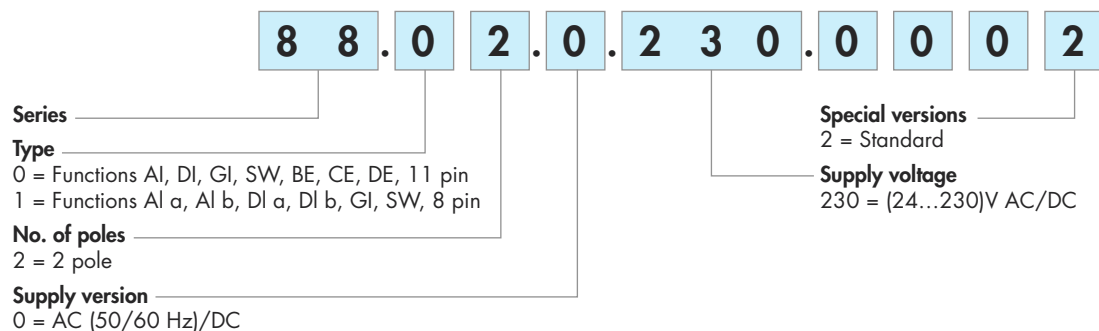 8 8 . 0 2 . 0 . 2 3 0 . 0 0 0 2
Series
Type
0 = Functions AI, DI, GI, SW, BE, CE, DE, 11 pin
1 = Functions AI a, AI b, DI a, DI b, GI, SW, 8 pin
No. of poles
2 = 2 pole
Supply version
0 = AC (50/60 Hz)/DC
Special versions
2 = Standard
Supply voltage
230 = (24...230)V AC/DC